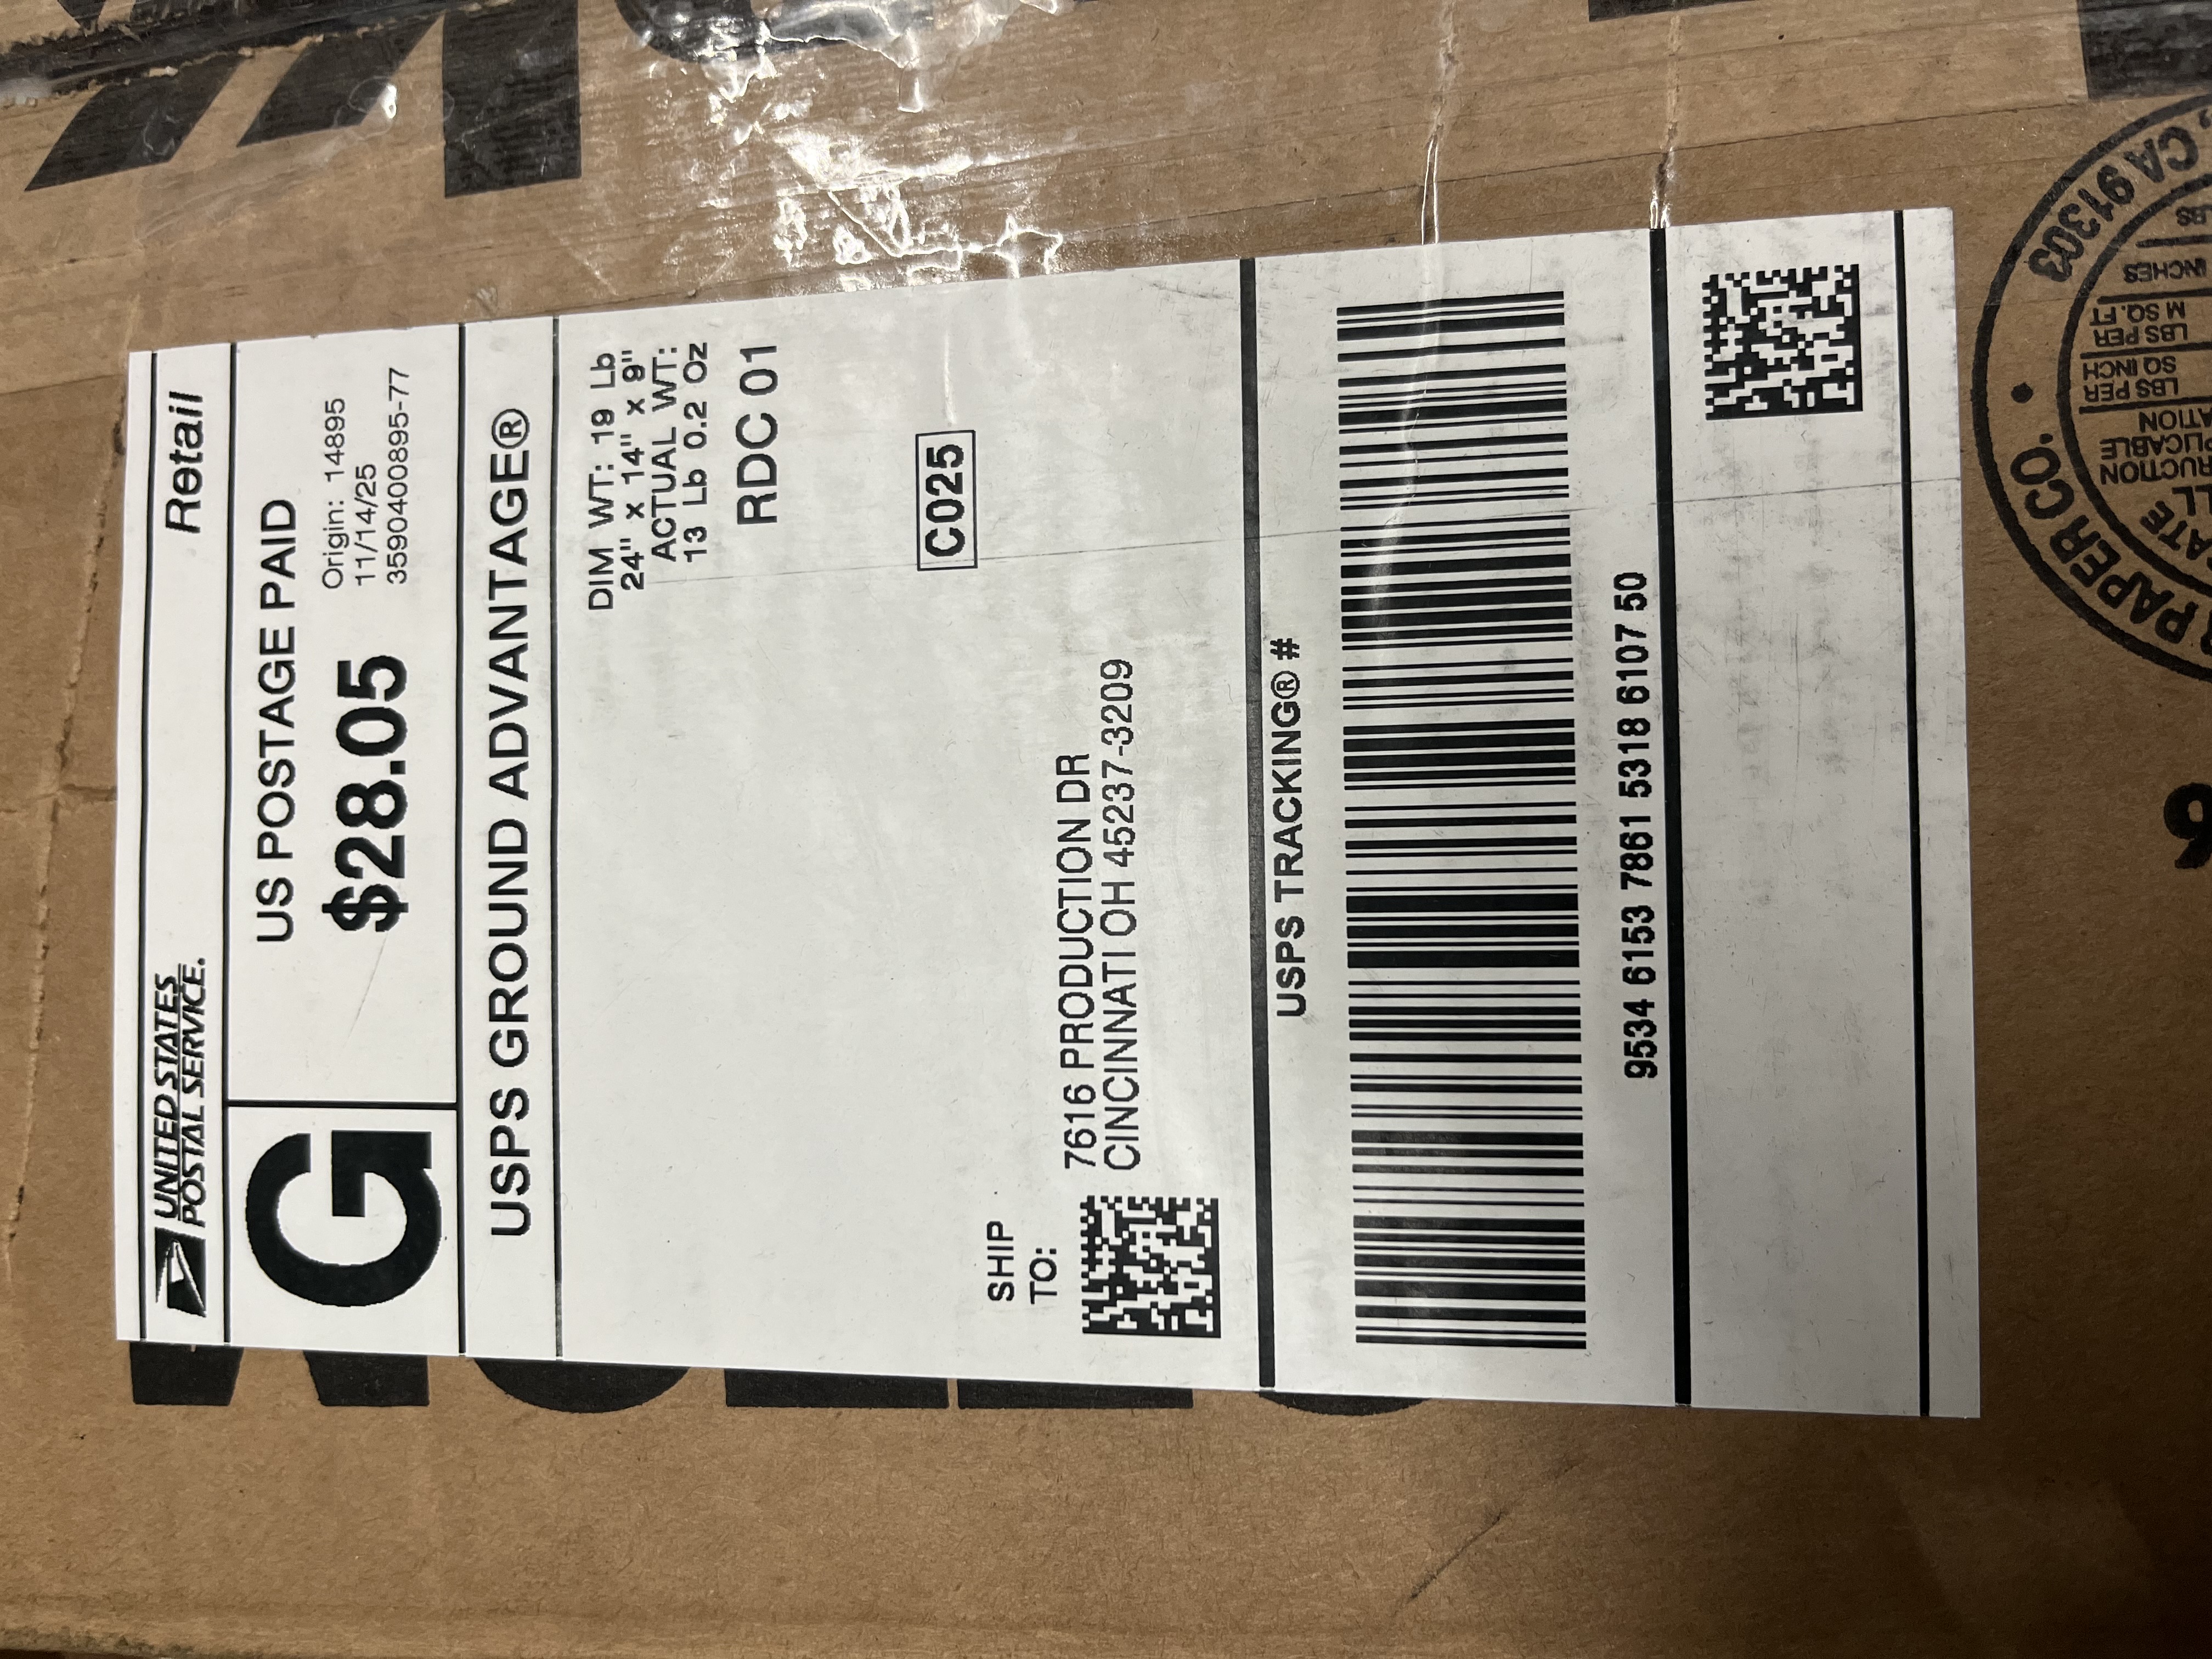 UNITED STATES
POSTAL SERVICE.
Retail
G
US POSTAGE PAID
$28.05
Origin: 14895
11/14/25
3590400895-77
USPS GROUND ADVANTAGE®
DIM WT: 19 Lb
24" x 14" x 9"
ACTUAL WT:
13 Lb 0.2 Oz
RDC 01
C025
SHIP
TO:
7616 PRODUCTION DR
CINCINNATI OH 45237-3209
USPS TRACKING® #
9534 6153 7861 5318 6107 50
PAPER CO.
CA 91303
LBS PER
SQ INCH
LBS PER
M SQ. FT
INCHES
9